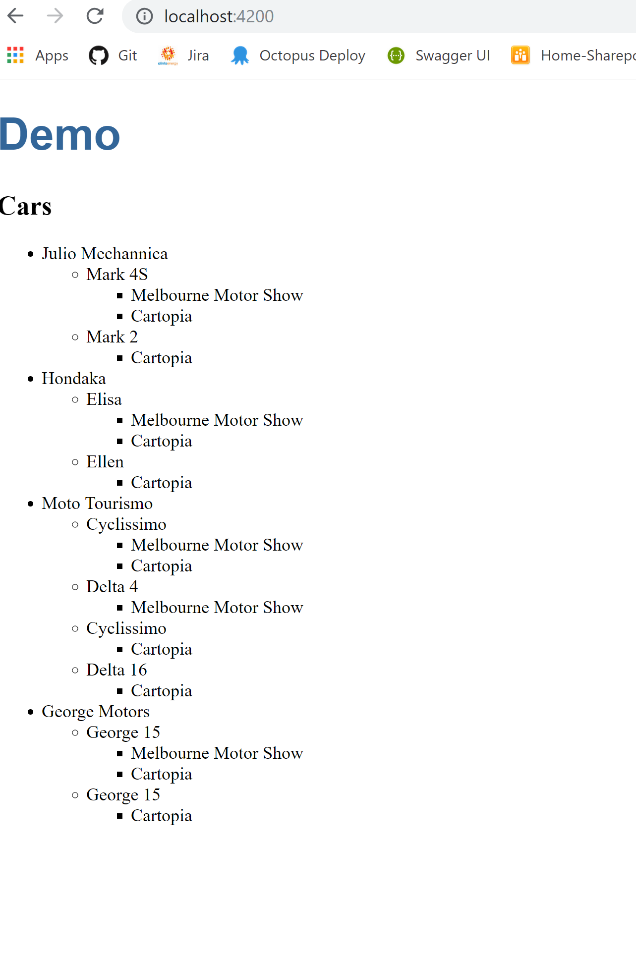 localhost:4200
Apps Git Jira Octopus Deploy Swagger UI Home-Sharepo
Demo
Cars
Julio Mechannica
Mark 4S
Melbourne Motor Show
Cartopia
Mark 2
Cartopia
Hondaka
Elisa
Melbourne Motor Show
Cartopia
Ellen
Cartopia
Moto Tourismo
Cyclissimo
Melbourne Motor Show
Cartopia
Delta 4
Melbourne Motor Show
Cyclissimo
Cartopia
Delta 16
Cartopia
George Motors
George 15
Melbourne Motor Show
Cartopia
George 15
Cartopia